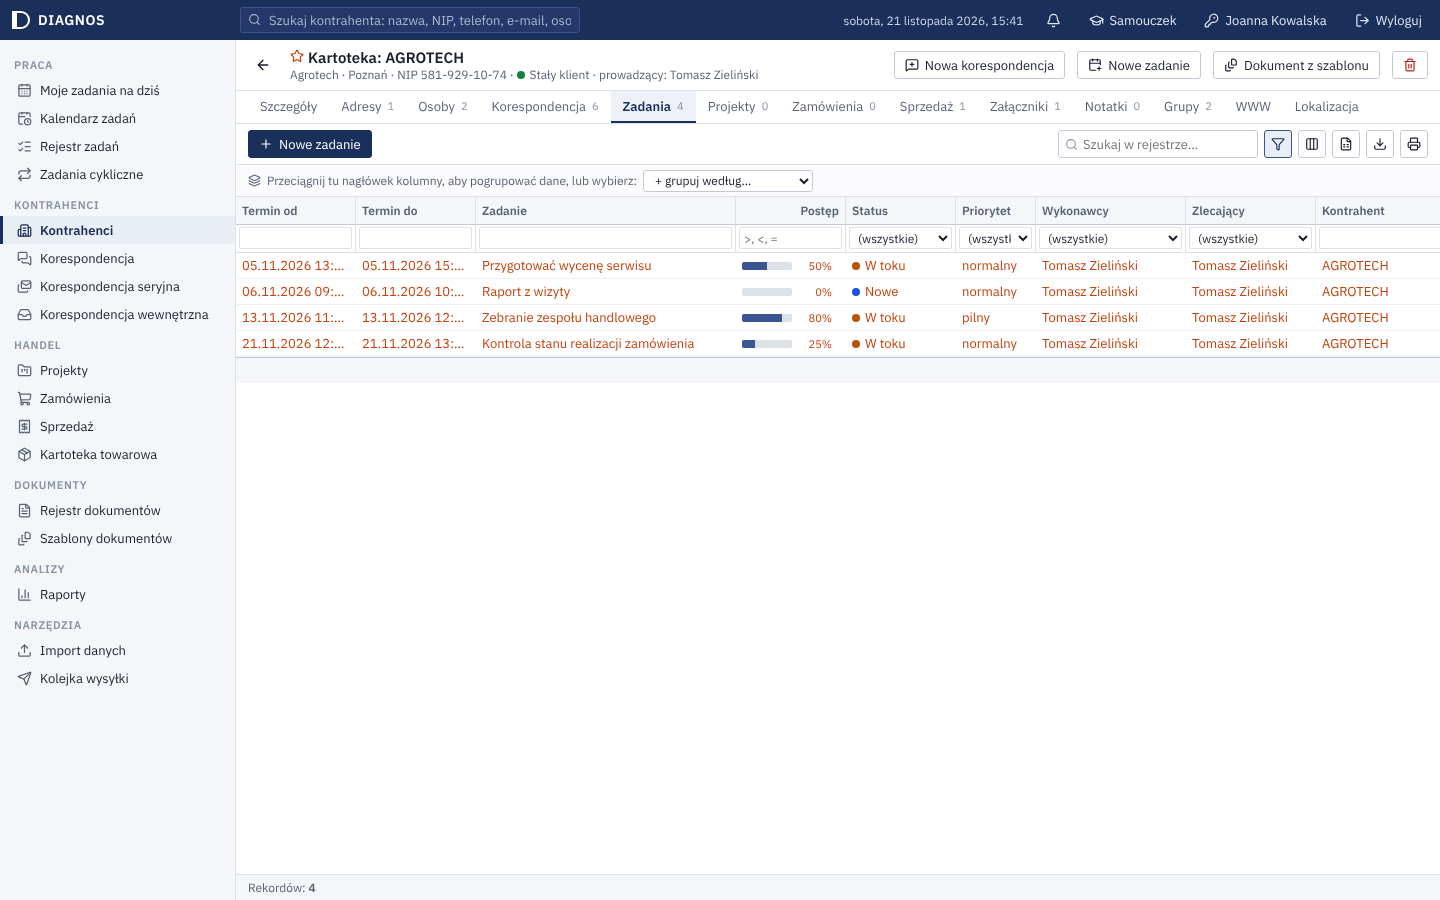 DIAGNOS
Szukaj kontrahenta: nazwa, NIP, telefon, e-mail, oso
sobota, 21 listopada 2026, 15:41
Samouczek
Joanna Kowalska
Wyloguj
PRACA
Moje zadania na dziś
Kalendarz zadań
Rejestr zadań
Zadania cykliczne
KONTRAHENCI
Kontrahenci
Korespondencja
Korespondencja seryjna
Korespondencja wewnętrzna
HANDEL
Projekty
Zamówienia
Sprzedaż
Kartoteka towarowa
DOKUMENTY
Rejestr dokumentów
Szablony dokumentów
ANALIZY
Raporty
NARZĘDZIA
Import danych
Kolejka wysyłki
Kartoteka: AGROTECH
Agrotech · Poznań · NIP 581-929-10-74 · Stały klient · prowadzący: Tomasz Zieliński
Nowa korespondencja
Nowe zadanie
Dokument z szablonu
Szczegóły Adresy 1 Osoby 2 Korespondencja 6 Zadania 4 Projekty 0 Zamówienia 0 Sprzedaż 1 Załączniki 1 Notatki 0 Grupy 2 WWW Lokalizacja
Nowe zadanie
Szukaj w rejestrze...
Przeciągnij tu nagłówek kolumny, aby pogrupować dane, lub wybierz: + grupuj według...
Termin od Termin do Zadanie Postęp Status Priorytet Wykonawcy Zlecający Kontrahent
>, <, = (wszystkie) (wszystl (wszystkie) (wszystkie)
05.11.2026 13:... 05.11.2026 15:... Przygotować wycenę serwisu 50% W toku normalny Tomasz Zieliński Tomasz Zieliński AGROTECH
06.11.2026 09:... 06.11.2026 10:... Raport z wizyty 0% Nowe normalny Tomasz Zieliński Tomasz Zieliński AGROTECH
13.11.2026 11:... 13.11.2026 12:... Zebranie zespołu handlowego 80% W toku pilny Tomasz Zieliński Tomasz Zieliński AGROTECH
21.11.2026 12:... 21.11.2026 13:... Kontrola stanu realizacji zamówienia 25% W toku normalny Tomasz Zieliński Tomasz Zieliński AGROTECH
Rekordów: 4